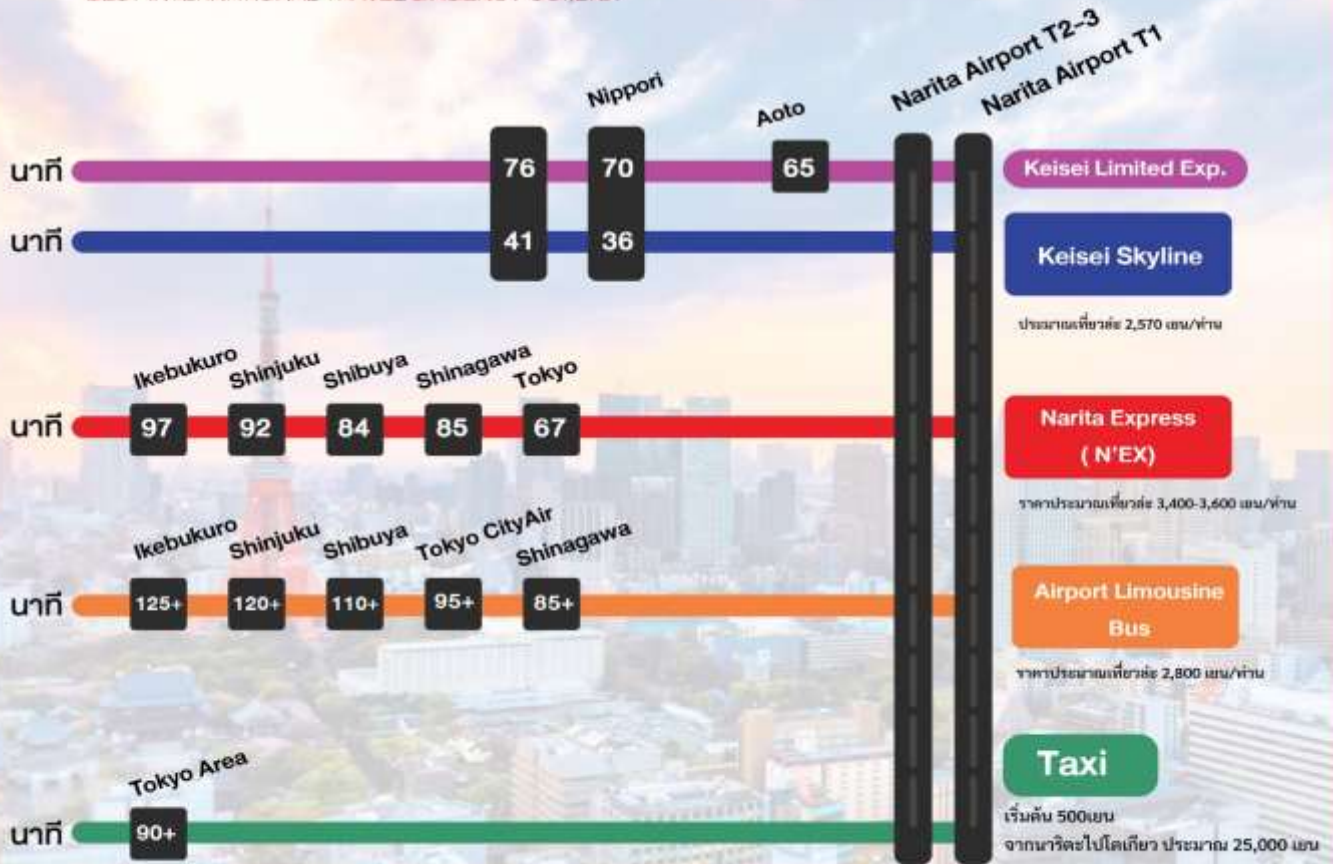 Narita Airport T2-3
Narita Airport T1
Nippori
Aoto
นาที
76
70
65
Keisei Limited Exp.
นาที
41
36
Keisei Skyline
ประมาณเที่ยวล่ะ 2,570 เยน/ท่าน
Ikebukuro
Shinjuku
Shibuya
Shinagawa
Tokyo
นาที
97
92
84
85
67
Narita Express
( N'EX)
ราคาประมาณเที่ยวล่ะ 3,400-3,600 เยน/ท่าน
Ikebukuro
Shinjuku
Shibuya
Tokyo CityAir
Shinagawa
นาที
125+
120+
110+
95+
85+
Airport Limousine
Bus
ราคาประมาณเที่ยวล่ะ 2,800 เยน/ท่าน
Tokyo Area
นาที
90+
Taxi
เริ่มต้น 500เยน
จากนาริตะไปโตเกียว ประมาณ 25,000 เยน